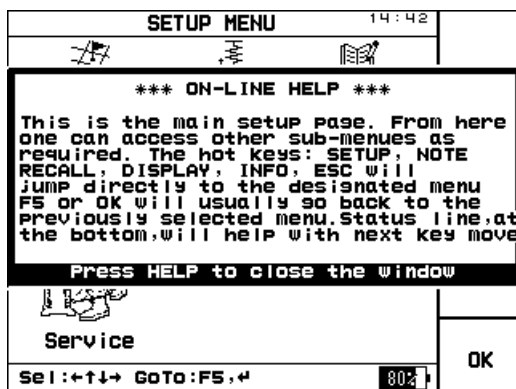 SETUP MENU 14:42
*** ON-LINE HELP ***
This is the main setup page. From here
one can access other sub-menues as
required. The hot keys: SETUP, NOTE
RECALL, DISPLAY, INFO, ESC will
jump directly to the designated menu
F5 or OK will usually go back to the
previously selected menu.Status line,at
the bottom,will help with next key move
Press HELP to close the window
Service
OK
Sel:←↑↓→ GoTo:F5,↵ 80%